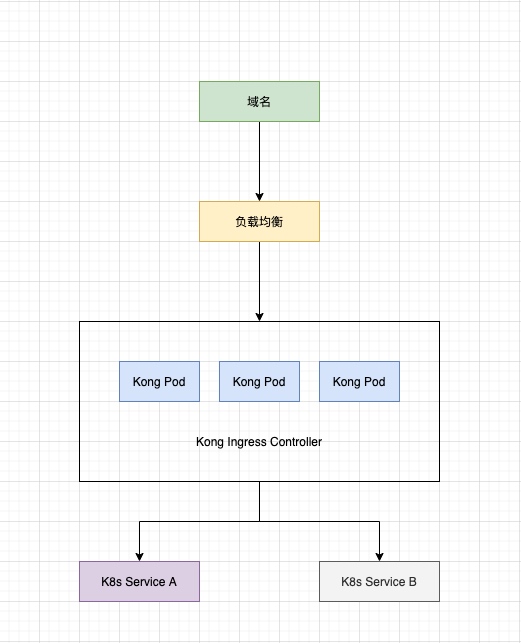 域名
负载均衡
Kong Pod
Kong Pod
Kong Pod
Kong Ingress Controller
K8s Service A
K8s Service B